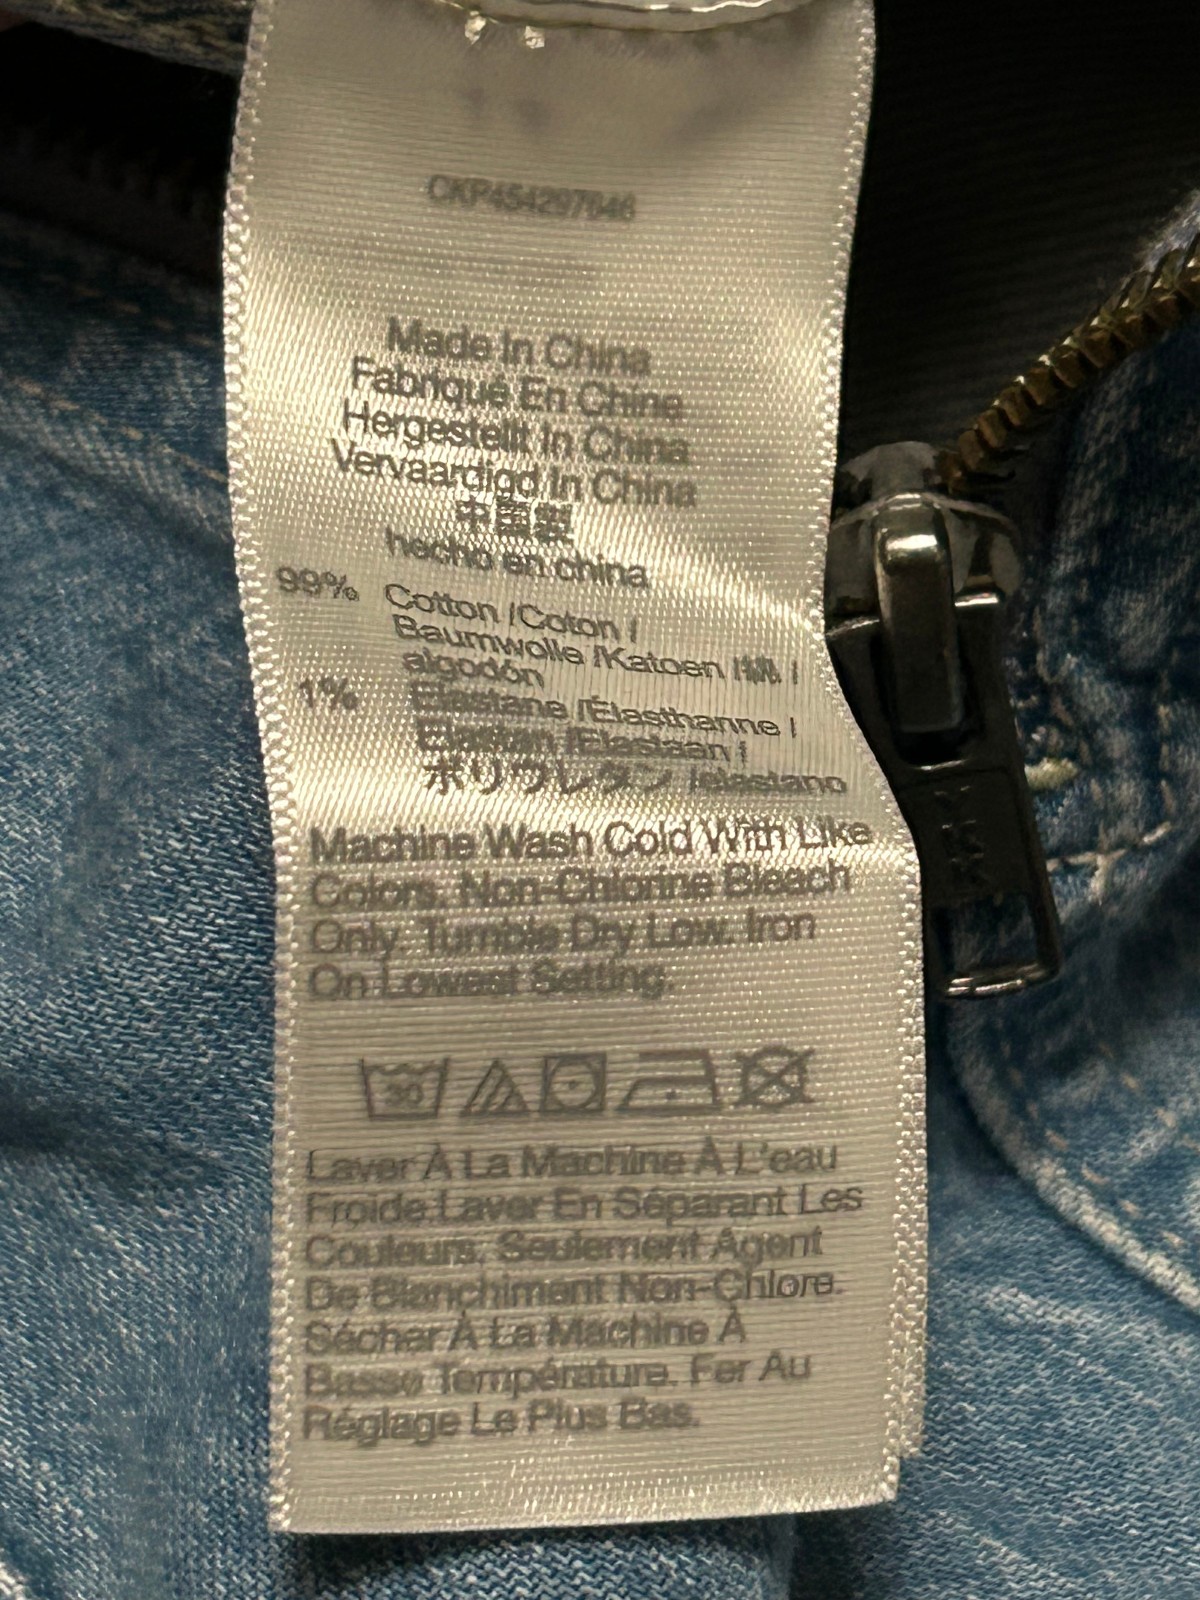 CKP454297646
Made In China
Fabriqué En Chine
Hergestellt In China
Vervaardigd In China
中国製
hecho en china
99% Cotton /Coton /
Baumwolle /Katoen /綿 /
algodón
1% Elastane /Élasthanne /
Elastan /Elastaan /
ポリウレタン /elastano
Machine Wash Cold With Like
Colors. Non-Chlorine Bleach
Only. Tumble Dry Low. Iron
On Lowest Setting.
30
Laver À La Machine À L'eau
Froide.Laver En Séparant Les
Couleurs. Seulement Agent
De Blanchiment Non-Chlore.
Sécher À La Machine À
Basse Température. Fer Au
Réglage Le Plus Bas.
YKK